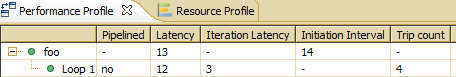 Performance Profile Resource Profile
Pipelined Latency Iteration Latency Initiation Interval Trip count
foo - 13 - 14 -
Loop 1 no 12 3 - 4